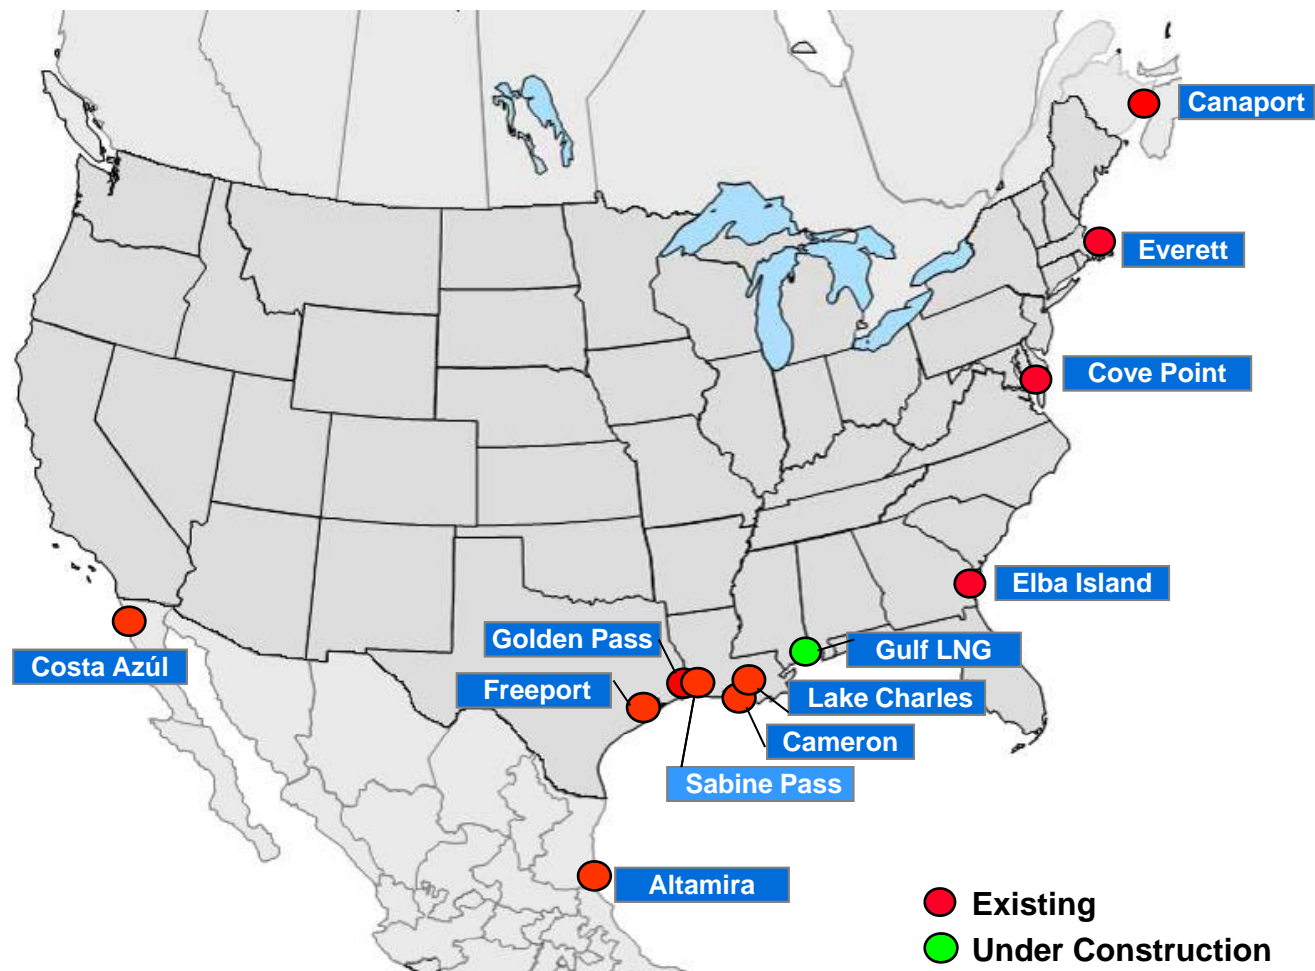 Canaport
Everett
Cove Point
Elba Island
Golden Pass
Gulf LNG
Costa Azúl
Freeport
Lake Charles
Cameron
Sabine Pass
Altamira
Existing
Under Construction